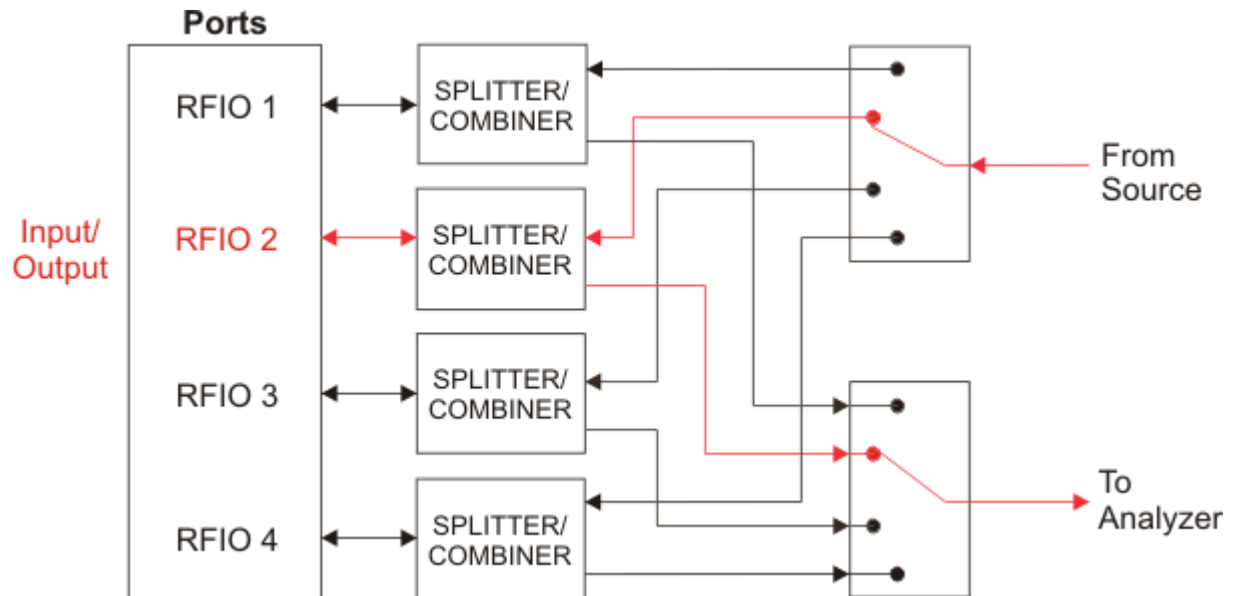 Ports
RFIO 1
SPLITTER/
COMBINER
From
Source
Input/
Output
RFIO 2
SPLITTER/
COMBINER
RFIO 3
SPLITTER/
COMBINER
To
Analyzer
RFIO 4
SPLITTER/
COMBINER